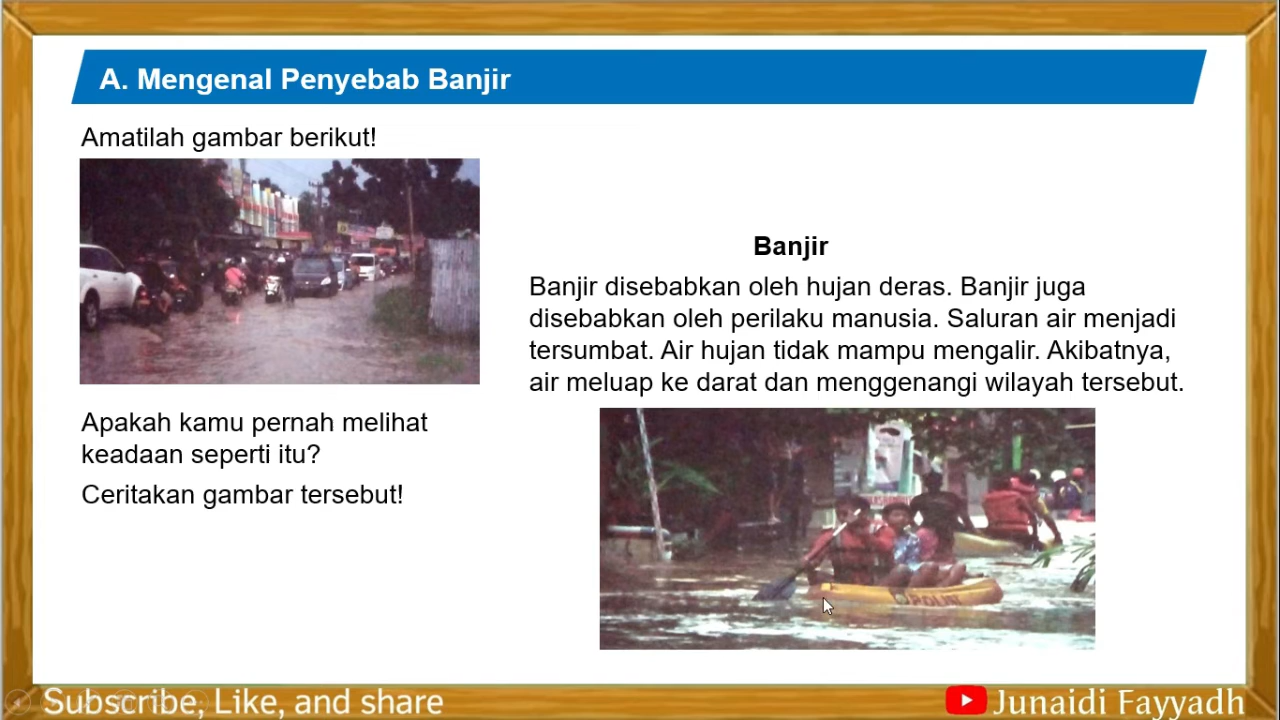 A. Mengenal Penyebab Banjir
Amatilah gambar berikut!
Apakah kamu pernah melihat
keadaan seperti itu?
Ceritakan gambar tersebut!
Banjir
Banjir disebabkan oleh hujan deras. Banjir juga
disebabkan oleh perilaku manusia. Saluran air menjadi
tersumbat. Air hujan tidak mampu mengalir. Akibatnya,
air meluap ke darat dan menggenangi wilayah tersebut.
Subscribe, Like, and share
Junaidi Fayyadh